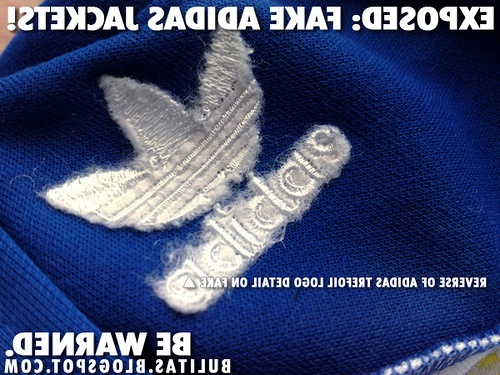 EXPOSED: FAKE ADIDAS JACKETS!
adidas
REVERSE OF ADIDAS TREFOIL LOGO DETAIL ON FAKE
BE WARNED.
BULITAS.BLOGSPOT.COM